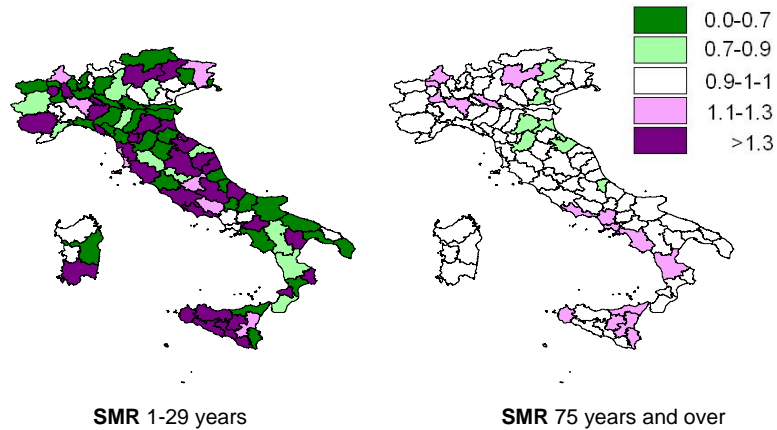 0.0-0.7
0.7-0.9
0.9-1-1
1.1-1.3
>1.3
SMR 1-29 years
SMR 75 years and over